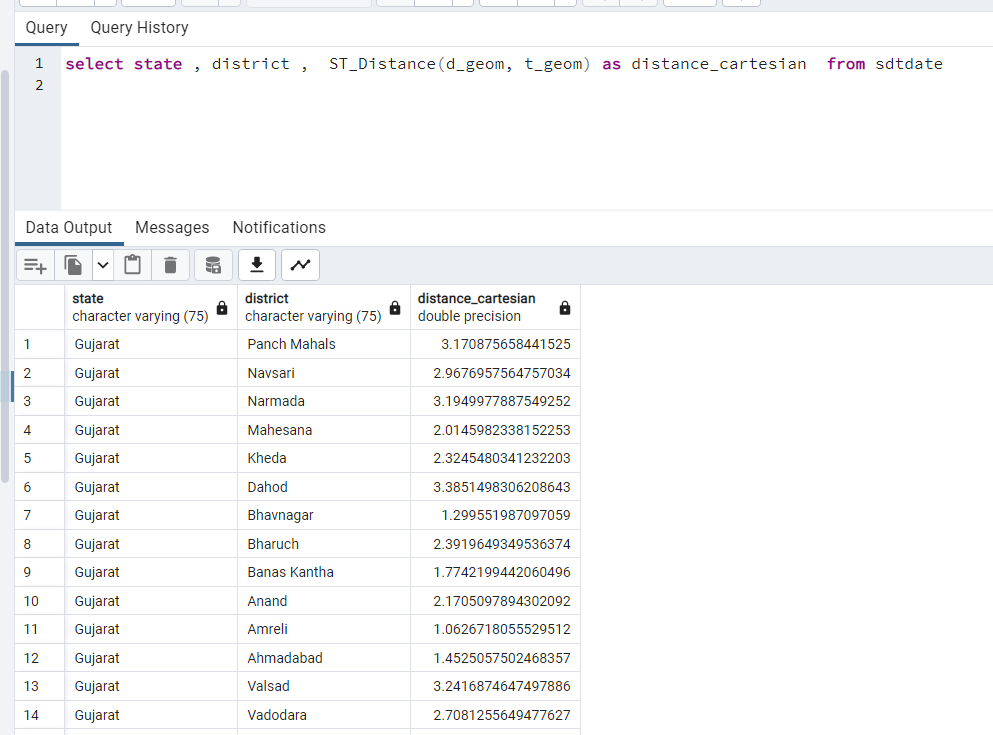 Query Query History
1 select state , district , ST_Distance(d_geom, t_geom) as distance_cartesian from sdtdate
2
Data Output Messages Notifications
state district distance_cartesian
character varying (75) character varying (75) double precision
1 Gujarat Panch Mahals 3.170875658441525
2 Gujarat Navsari 2.9676957564757034
3 Gujarat Narmada 3.1949977887549252
4 Gujarat Mahesana 2.0145982338152253
5 Gujarat Kheda 2.3245480341232203
6 Gujarat Dahod 3.3851498306208643
7 Gujarat Bhavnagar 1.299551987097059
8 Gujarat Bharuch 2.3919649349536374
9 Gujarat Banas Kantha 1.7742199442060496
10 Gujarat Anand 2.1705097894302092
11 Gujarat Amreli 1.0626718055529512
12 Gujarat Ahmadabad 1.4525057502468357
13 Gujarat Valsad 3.2416874647497886
14 Gujarat Vadodara 2.7081255649477627